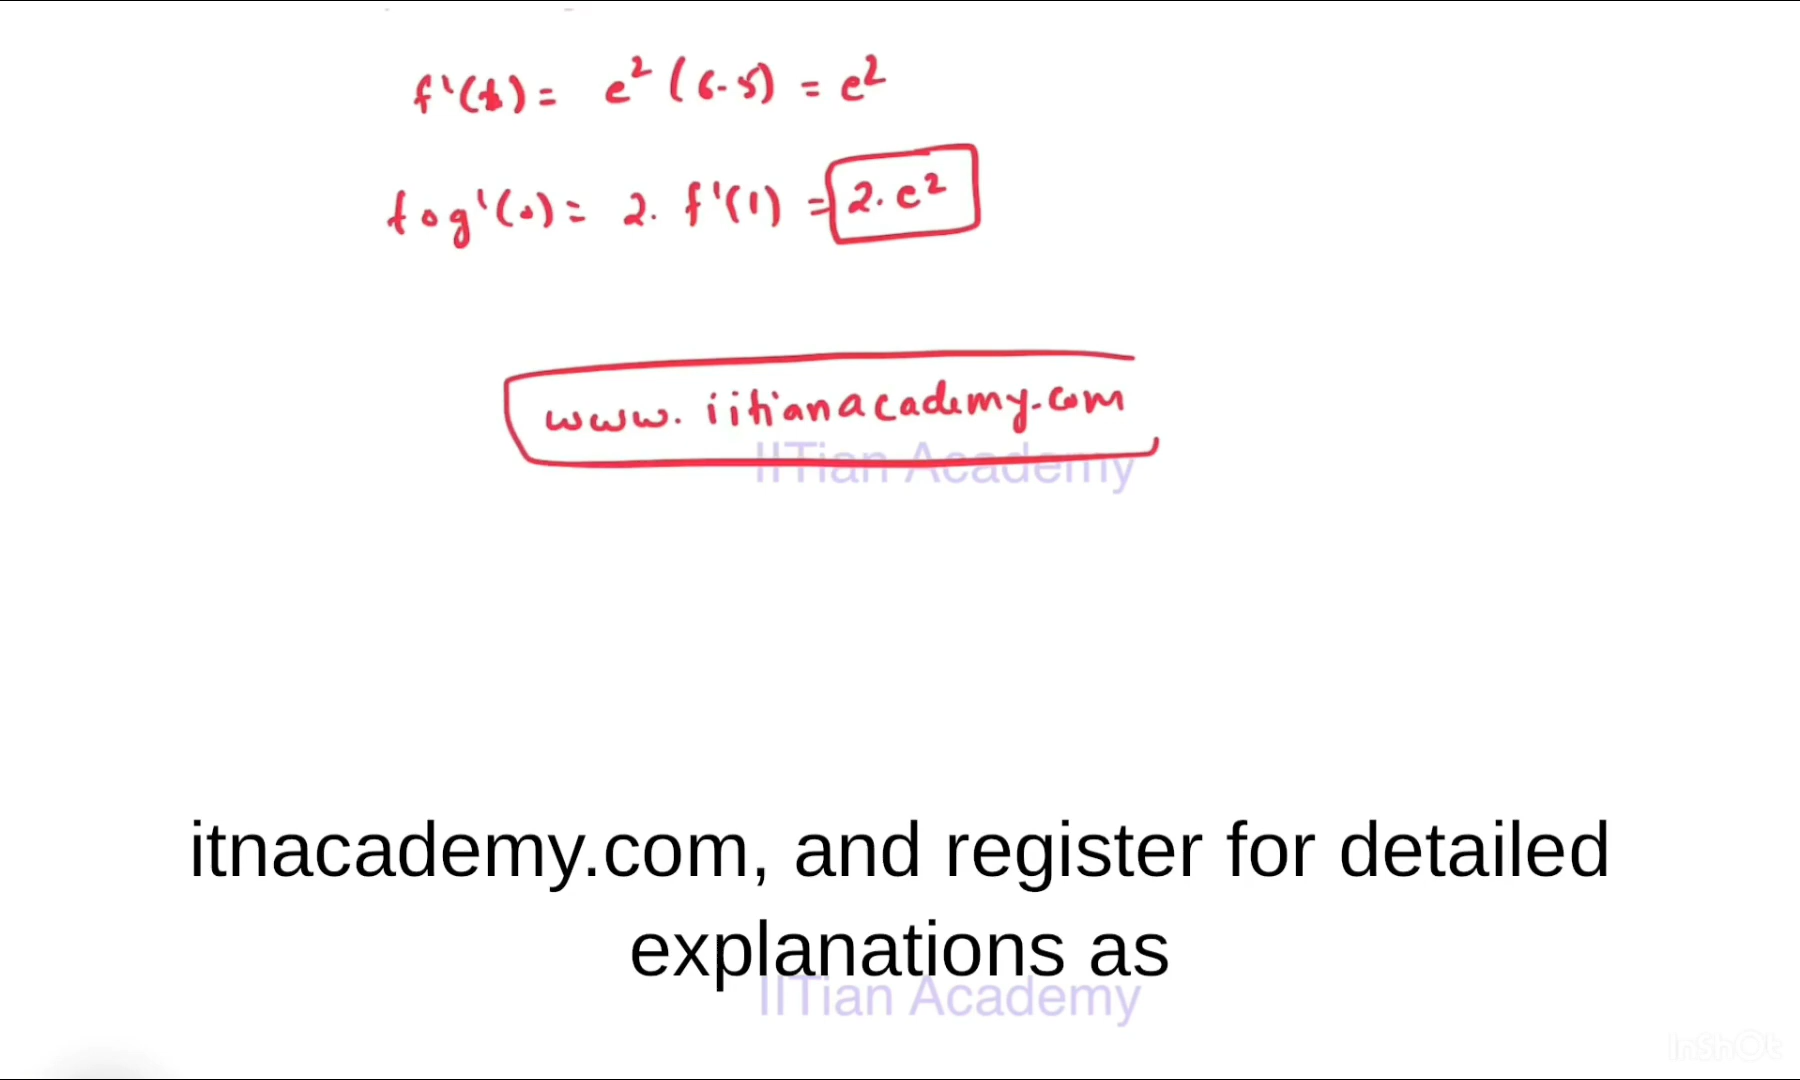 f'(1) = e² (6-5) = e²
fog'(0) = 2. f'(1) = 2. e²
www. iitianacademy.com
IITian Academy
itnacademy.com, and register for detailed
explanations as
IITian Academy
InShOt